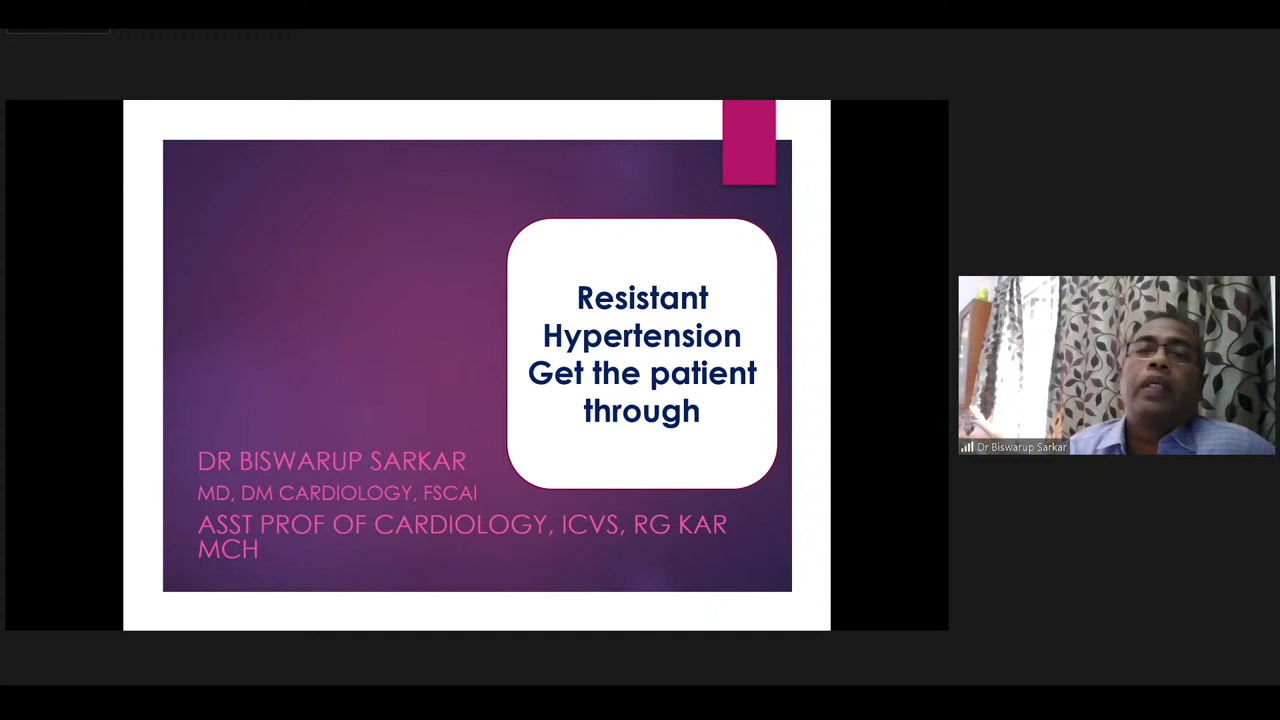 Resistant
Hypertension
Get the patient
through
DR BISWARUP SARKAR
MD, DM CARDIOLOGY, FSCAI
ASST PROF OF CARDIOLOGY, ICVS, RG KAR
MCH
Dr Biswarup Sarkar